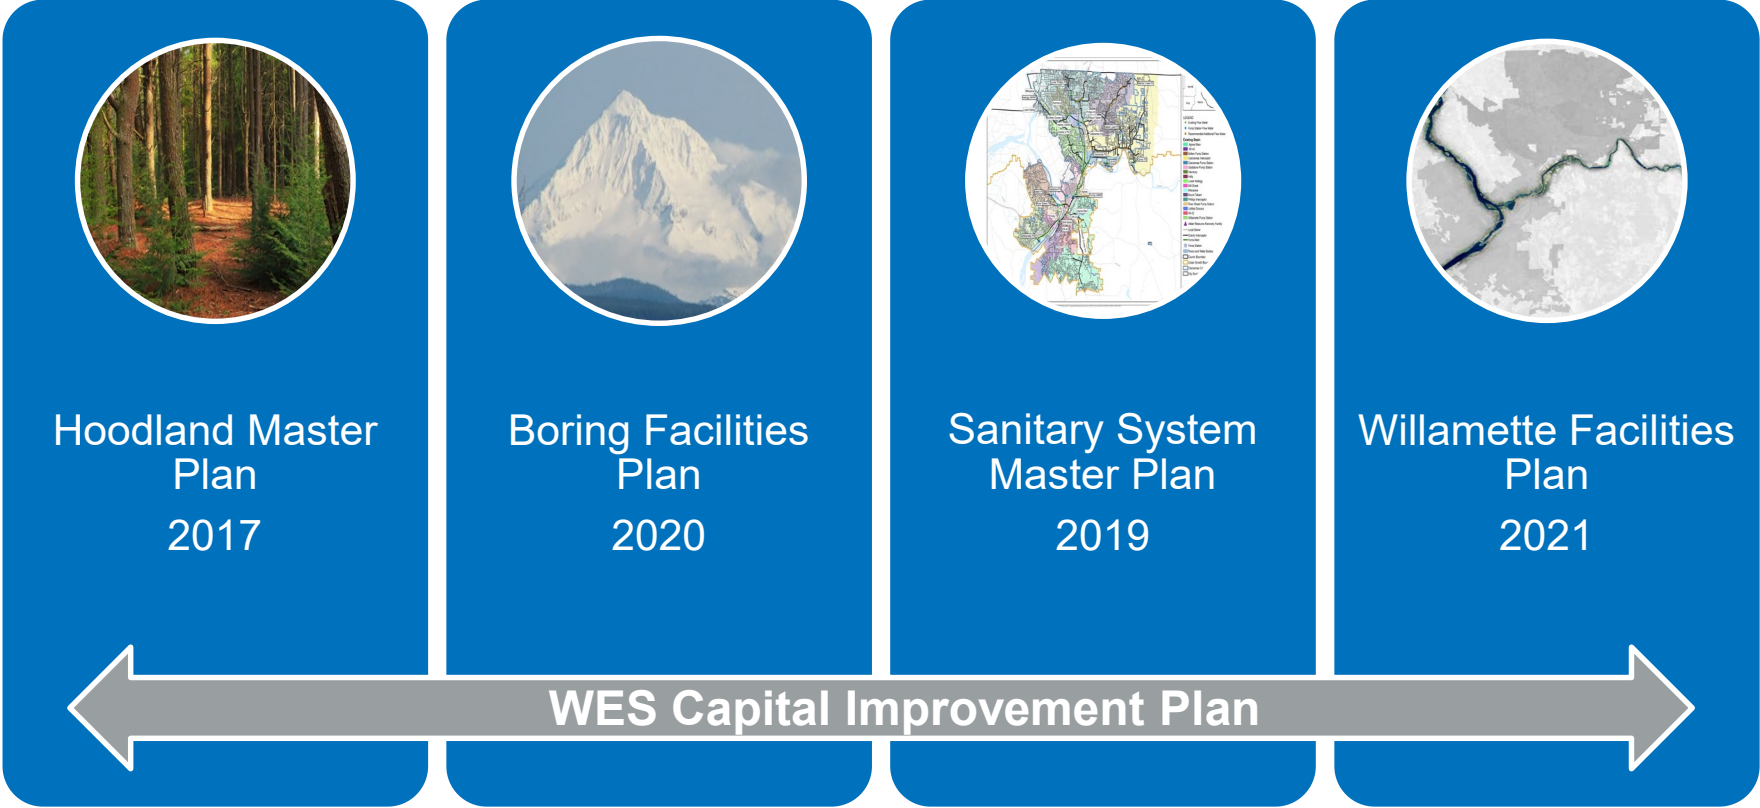 Hoodland Master
Plan
2017
Boring Facilities
Plan
2020
Sanitary System
Master Plan
2019
Willamette Facilities
Plan
2021
WES Capital Improvement Plan